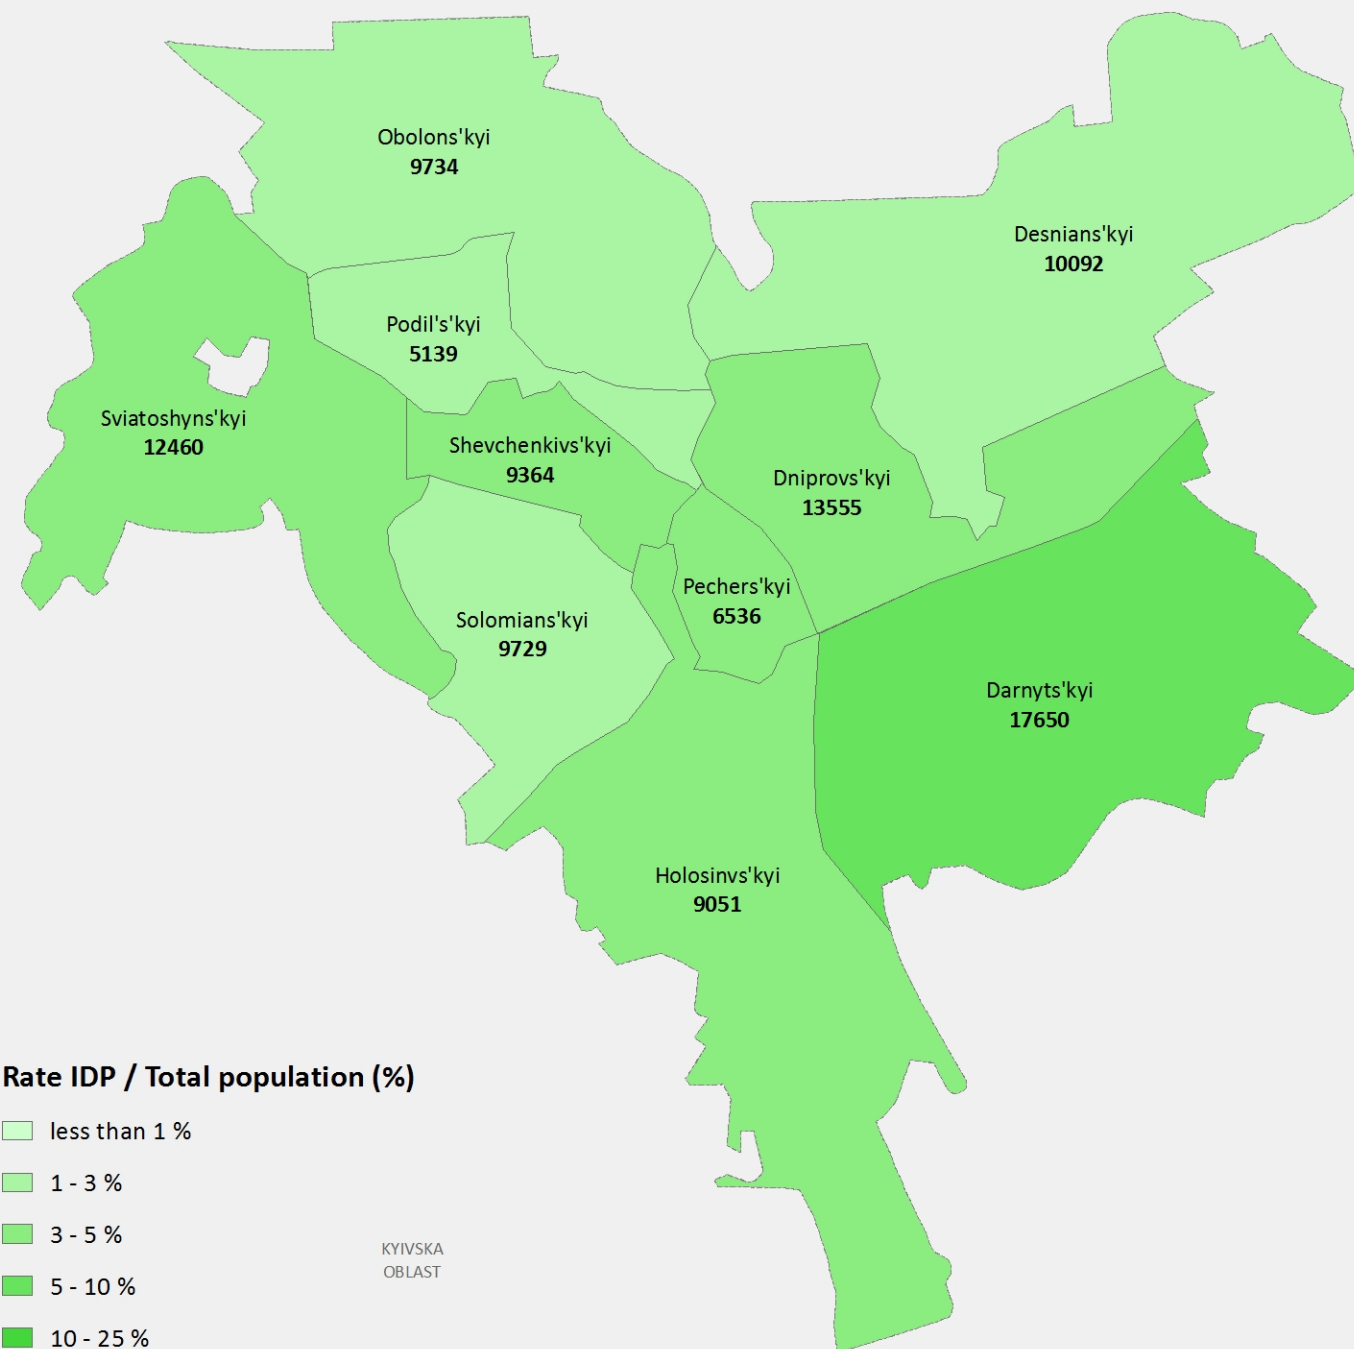 Obolons'kyi
9734
Desnians'kyi
10092
Podil's'kyi
5139
Sviatoshyns'kyi
12460
Shevchenkivs'kyi
9364
Dniprovs'kyi
13555
Pechers'kyi
6536
Solomians'kyi
9729
Darnyts'kyi
17650
Holosinvs'kyi
9051
Rate IDP / Total population (%)
less than 1 %
1 - 3 %
3 - 5 %
5 - 10 %
10 - 25 %
KYIVSKA
OBLAST